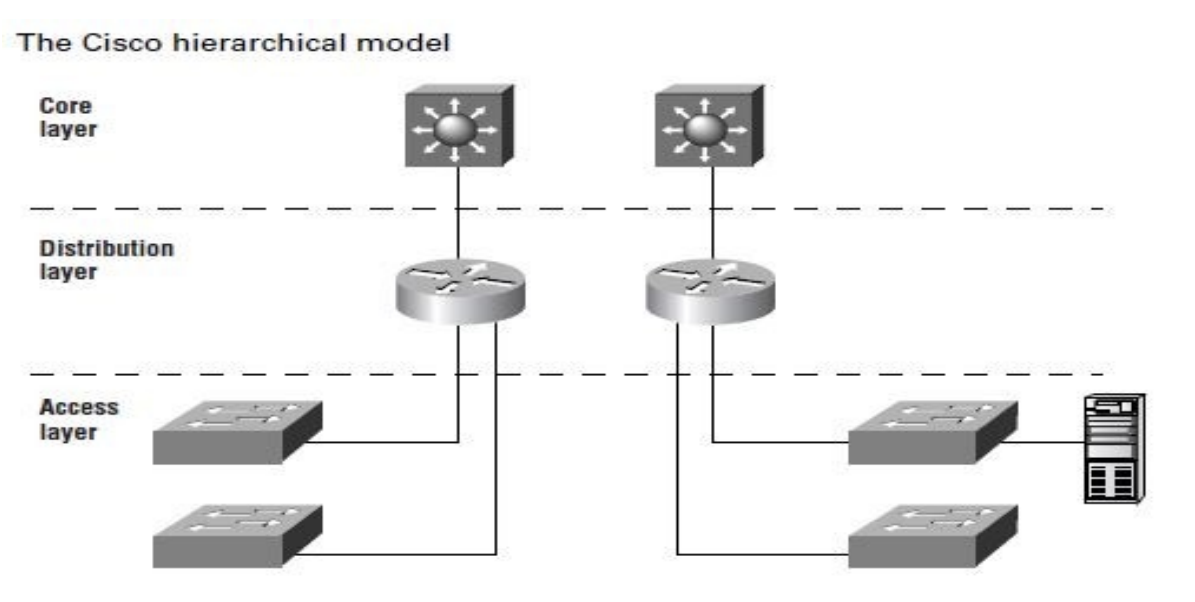 The Cisco hierarchical model
Core
layer
Distribution
layer
Access
layer